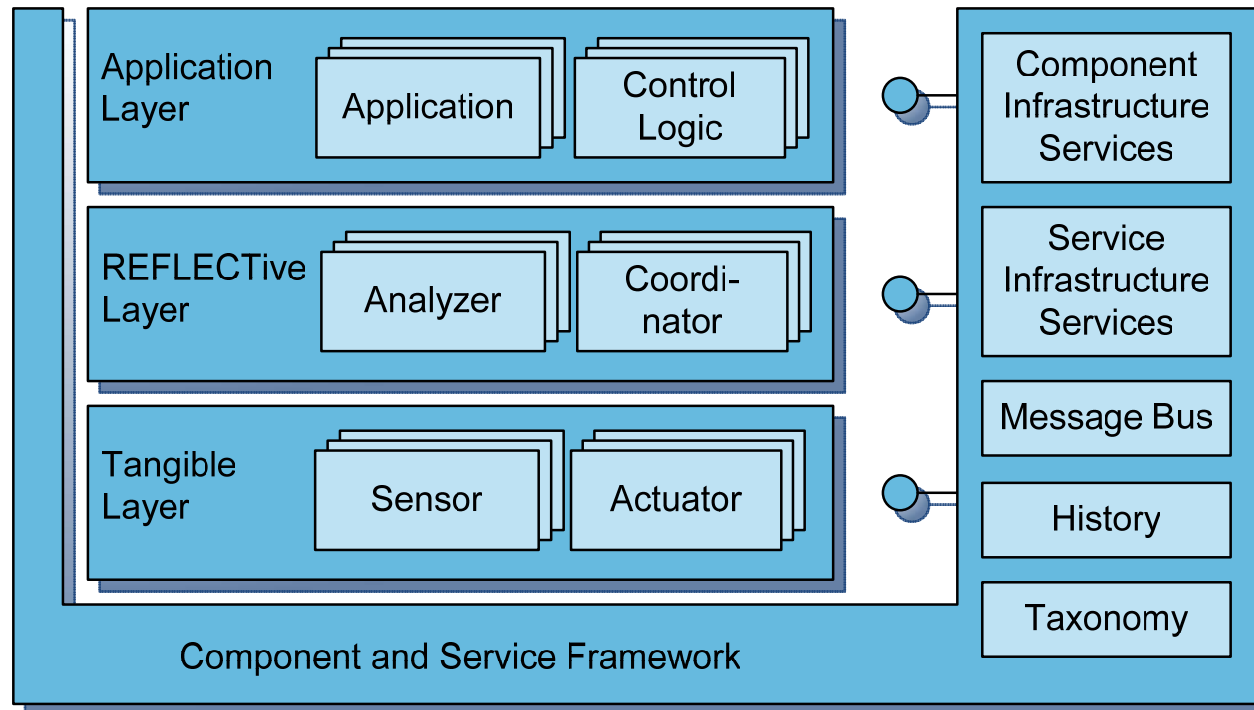 Application
Layer
Application
Control
Logic
REFLECTive
Layer
Analyzer
Coordi-
nator
Tangible
Layer
Sensor
Actuator
Component
Infrastructure
Services
Service
Infrastructure
Services
Message Bus
History
Taxonomy
Component and Service Framework